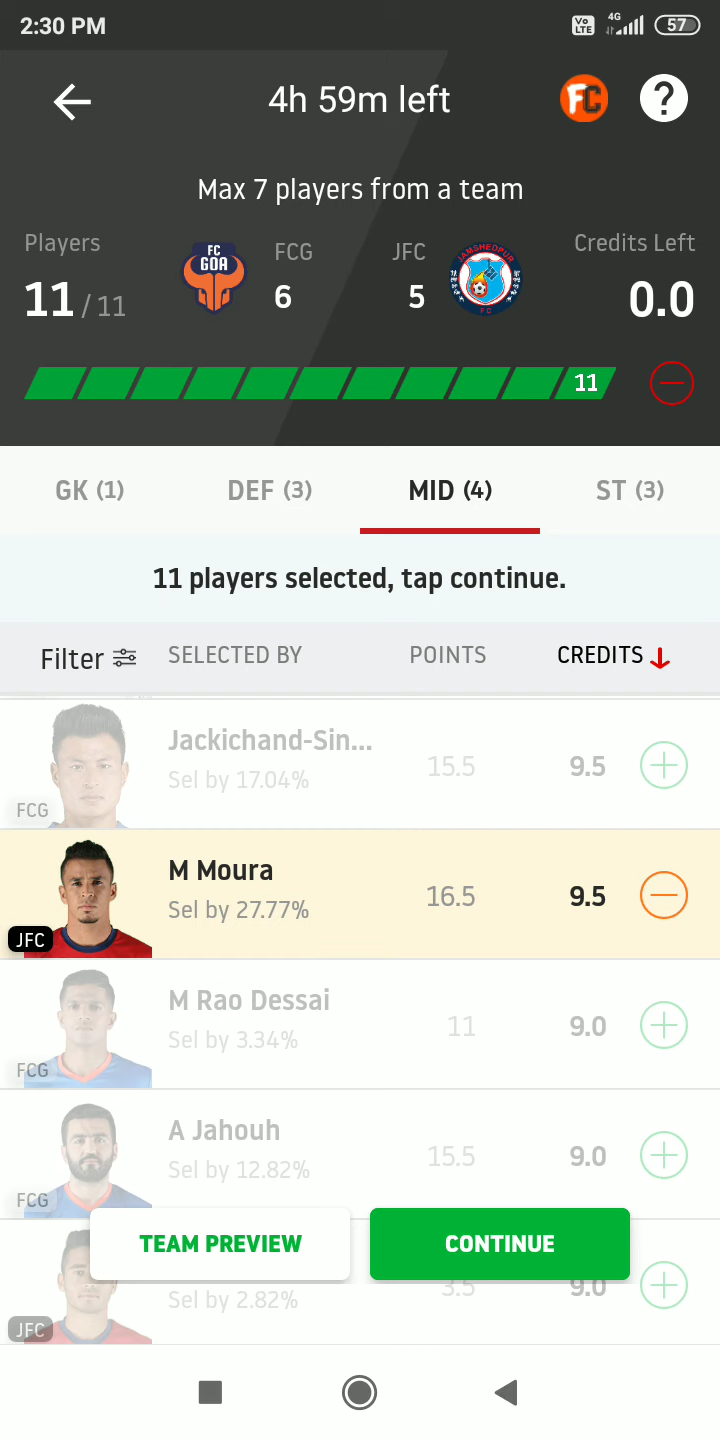 2:30 PM
Vo LTE 4G 57
4h 59m left
FC
?
Max 7 players from a team
Players
FC GOA
FCG
JFC
JAMSHEDPUR FC
Credits Left
11 / 11
6
5
0.0
11
GK (1)
DEF (3)
MID (4)
ST (3)
11 players selected, tap continue.
Filter
SELECTED BY
POINTS
CREDITS
Jackichand-Sin...
Sel by 17.04%
15.5
9.5
FCG
M Moura
Sel by 27.77%
16.5
9.5
JFC
M Rao Dessai
Sel by 3.34%
11
9.0
FCG
A Jahouh
Sel by 12.82%
15.5
9.0
FCG
TEAM PREVIEW
CONTINUE
Sel by 2.82%
3.5
9.0
JFC